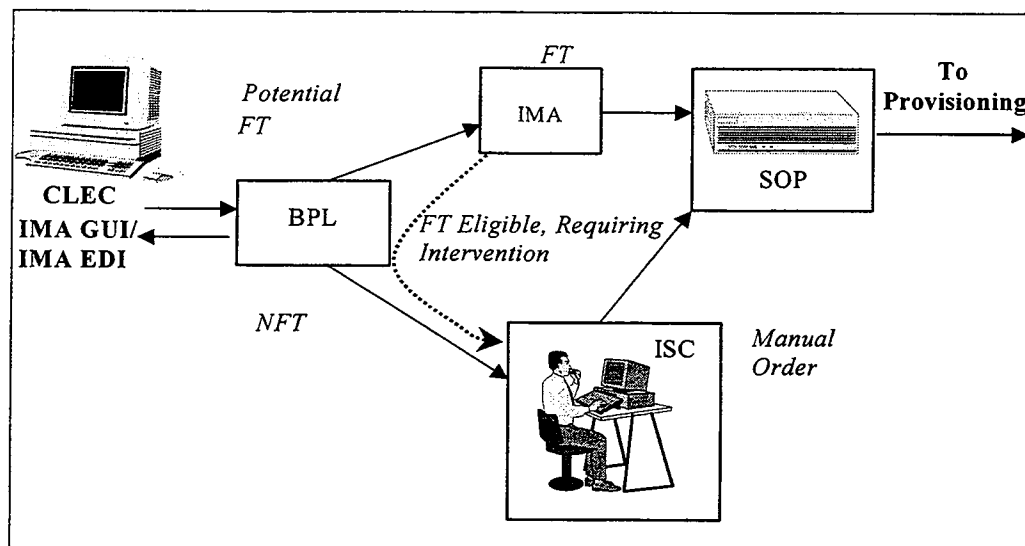 CLEC
IMA GUI/
IMA EDI
Potential
FT
BPL
NFT
FT
IMA
FT Eligible, Requiring
Intervention
SOP
To
Provisioning
ISC
Manual
Order